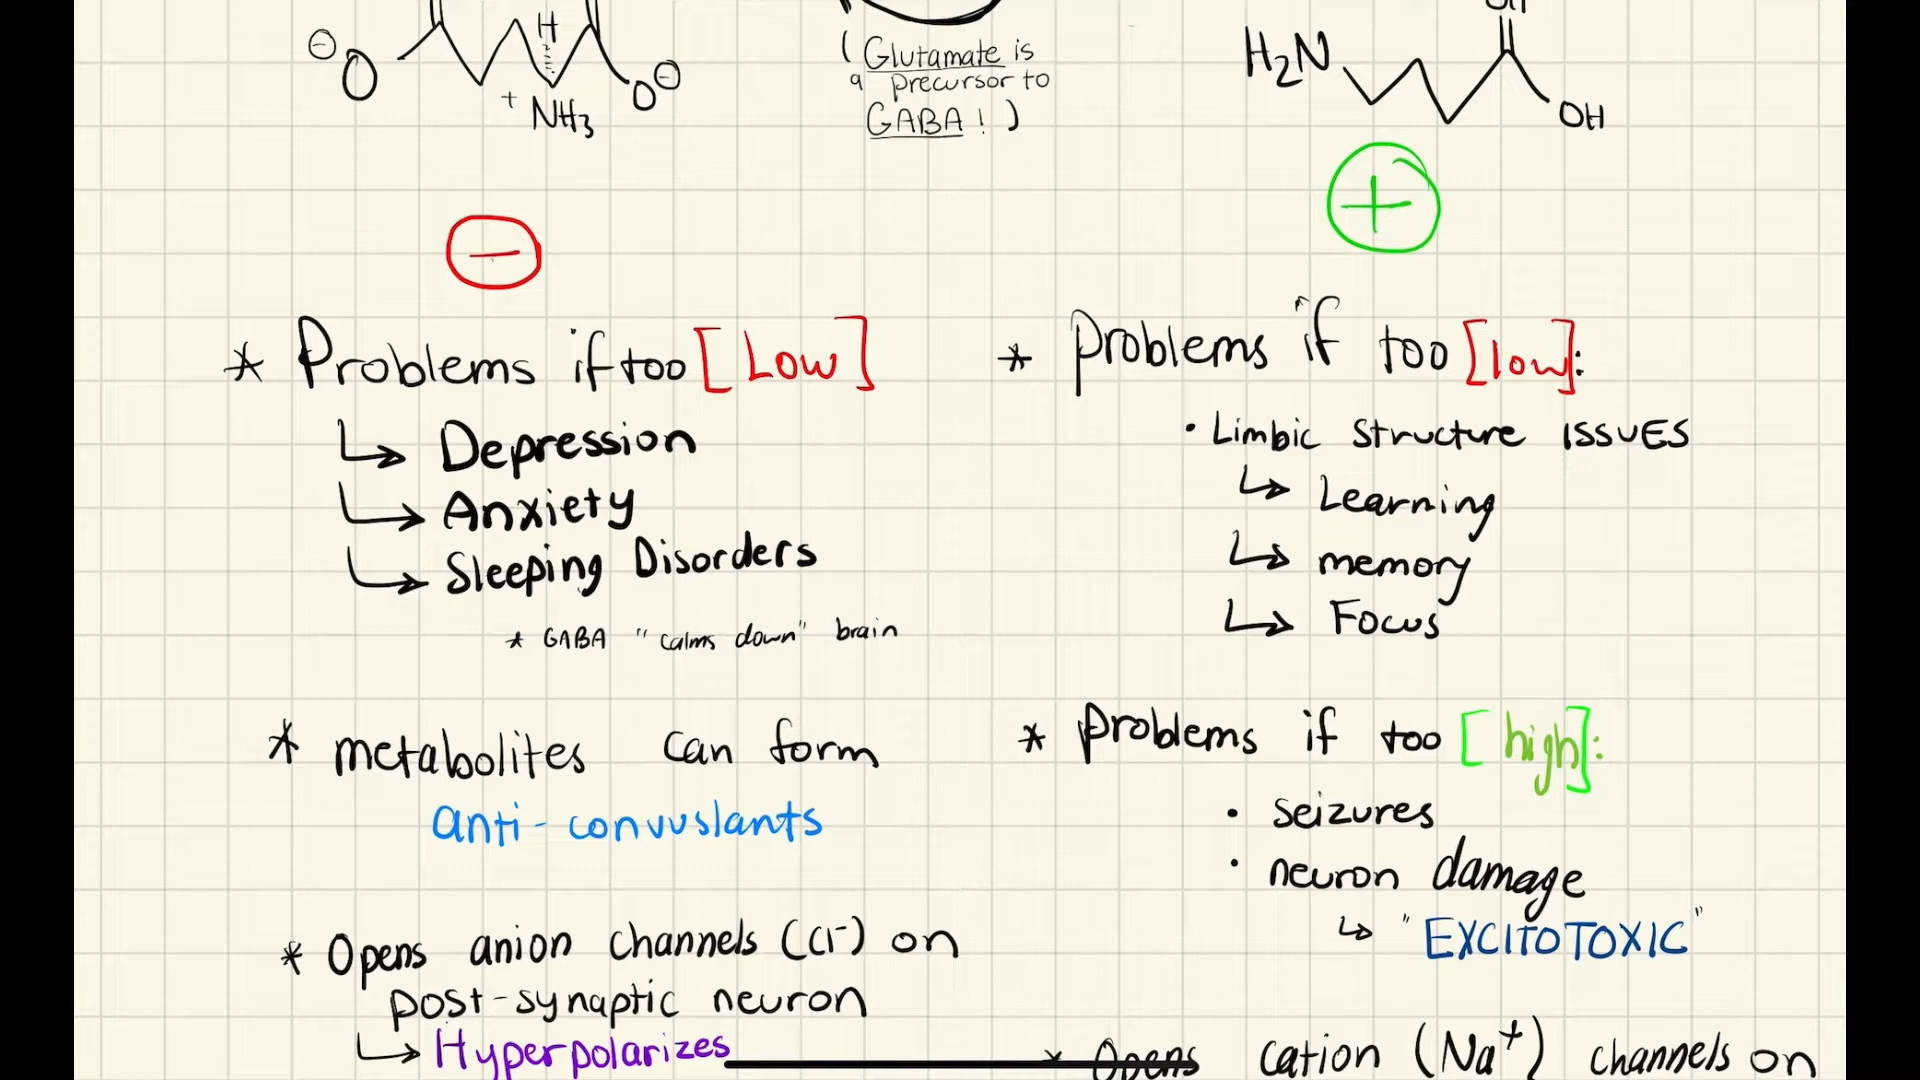 H
⊖
O
+
NH3
O⊖
( Glutamate is
a precursor to
GABA ! )
H2N
OH
−
+
* Problems if too [Low]
↳ Depression
↳ Anxiety
↳ Sleeping Disorders
* GABA "calms down" brain
* metabolites can form
anti-convuslants
* Opens anion channels (Cl-) on
post-synaptic neuron
↳ Hyperpolarizes
* Problems if too [low]:
• Limbic Structure ISSUES
↳ Learning
↳ memory
↳ Focus
* Problems if too [high]:
• seizures
• neuron damage
↳ "EXCITOTOXIC"
* Opens cation (Na+) channels on